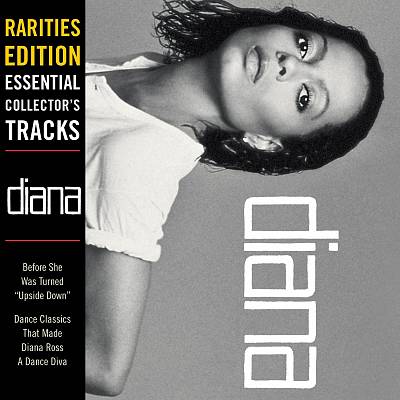 RARITIES
EDITION
ESSENTIAL
COLLECTOR'S
TRACKS
diana
Before She
Was Turned
“Upside Down”
Dance Classics
That Made
Diana Ross
A Dance Diva
diana